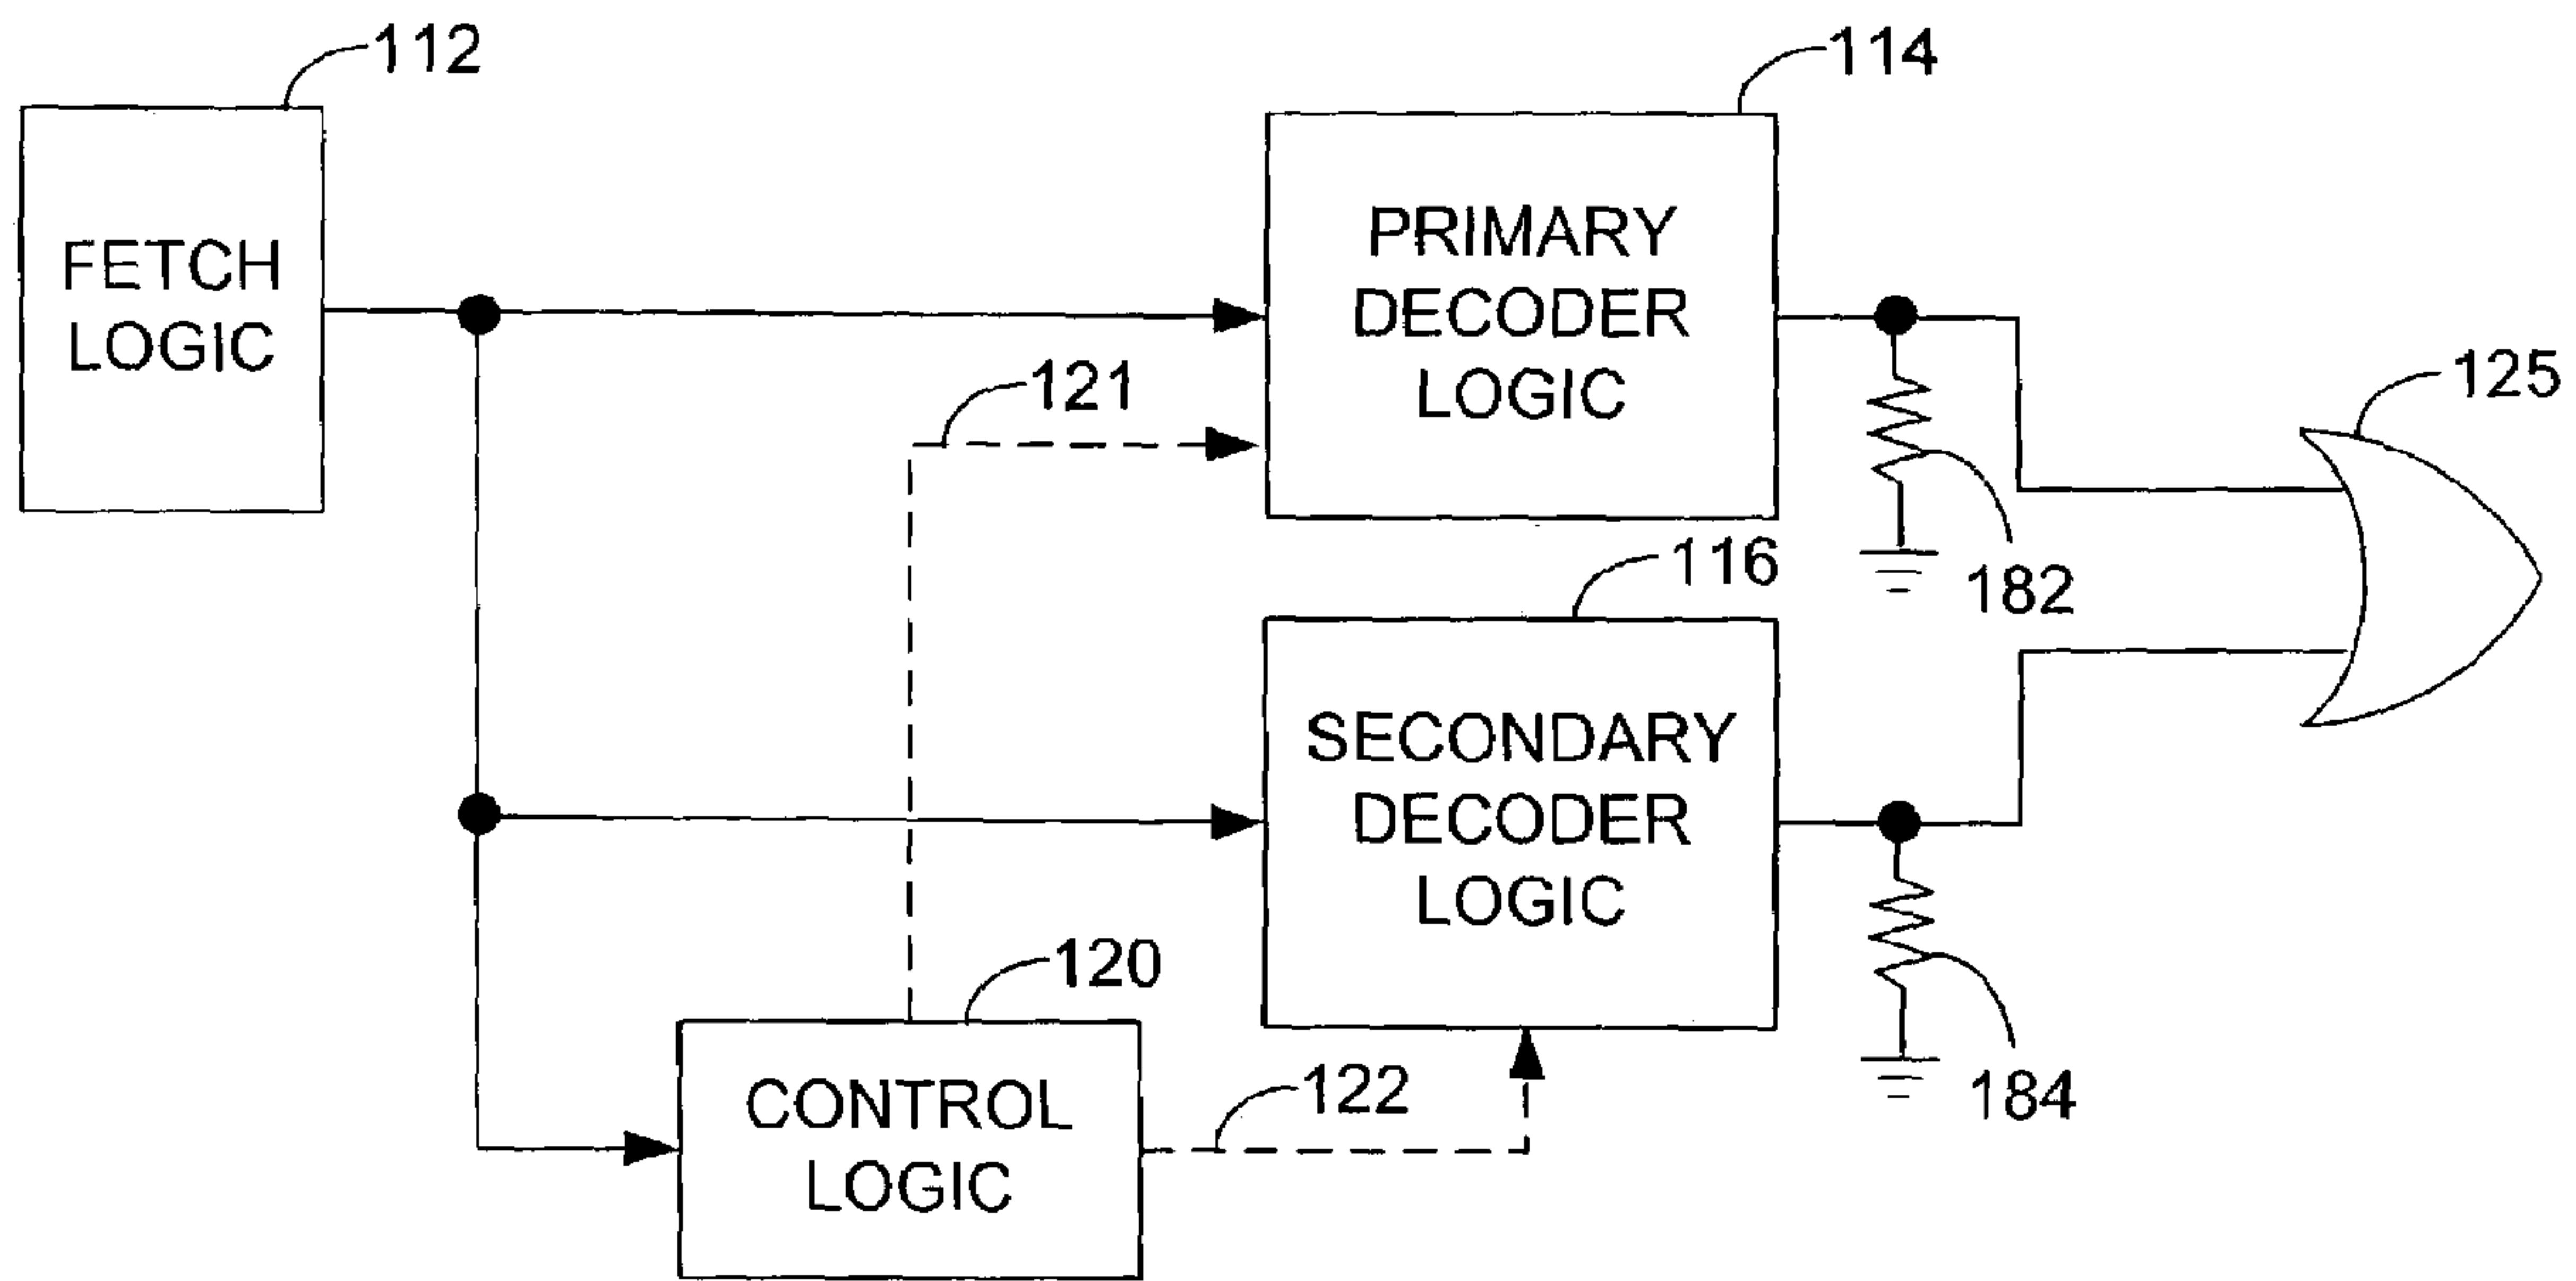 112
114
FETCH
LOGIC
PRIMARY
DECODER
LOGIC
121
125
182
116
SECONDARY
DECODER
LOGIC
120
CONTROL
LOGIC
122
184